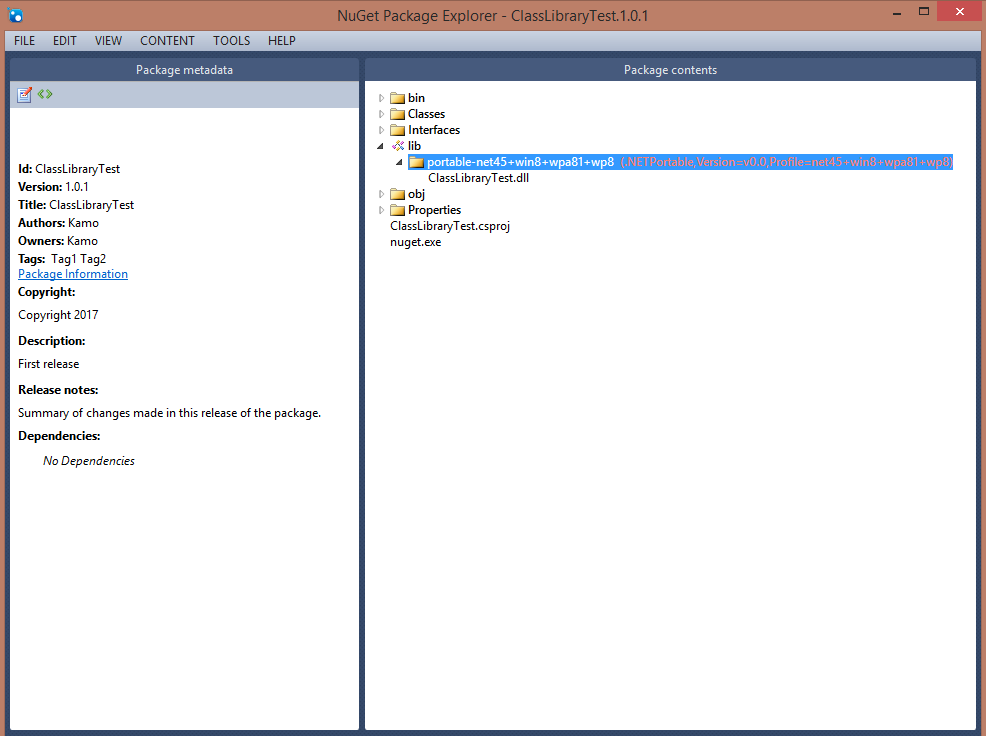 NuGet Package Explorer - ClassLibraryTest.1.0.1
FILE EDIT VIEW CONTENT TOOLS HELP
Package metadata
Id: ClassLibraryTest
Version: 1.0.1
Title: ClassLibraryTest
Authors: Kamo
Owners: Kamo
Tags: Tag1 Tag2
Package Information
Copyright:
Copyright 2017
Description:
First release
Release notes:
Summary of changes made in this release of the package.
Dependencies:
No Dependencies
Package contents
bin
Classes
Interfaces
lib
portable-net45+win8+wpa81+wp8 (.NETPortable,Version=v0.0,Profile=net45+win8+wpa81+wp8)
ClassLibraryTest.dll
obj
Properties
ClassLibraryTest.csproj
nuget.exe